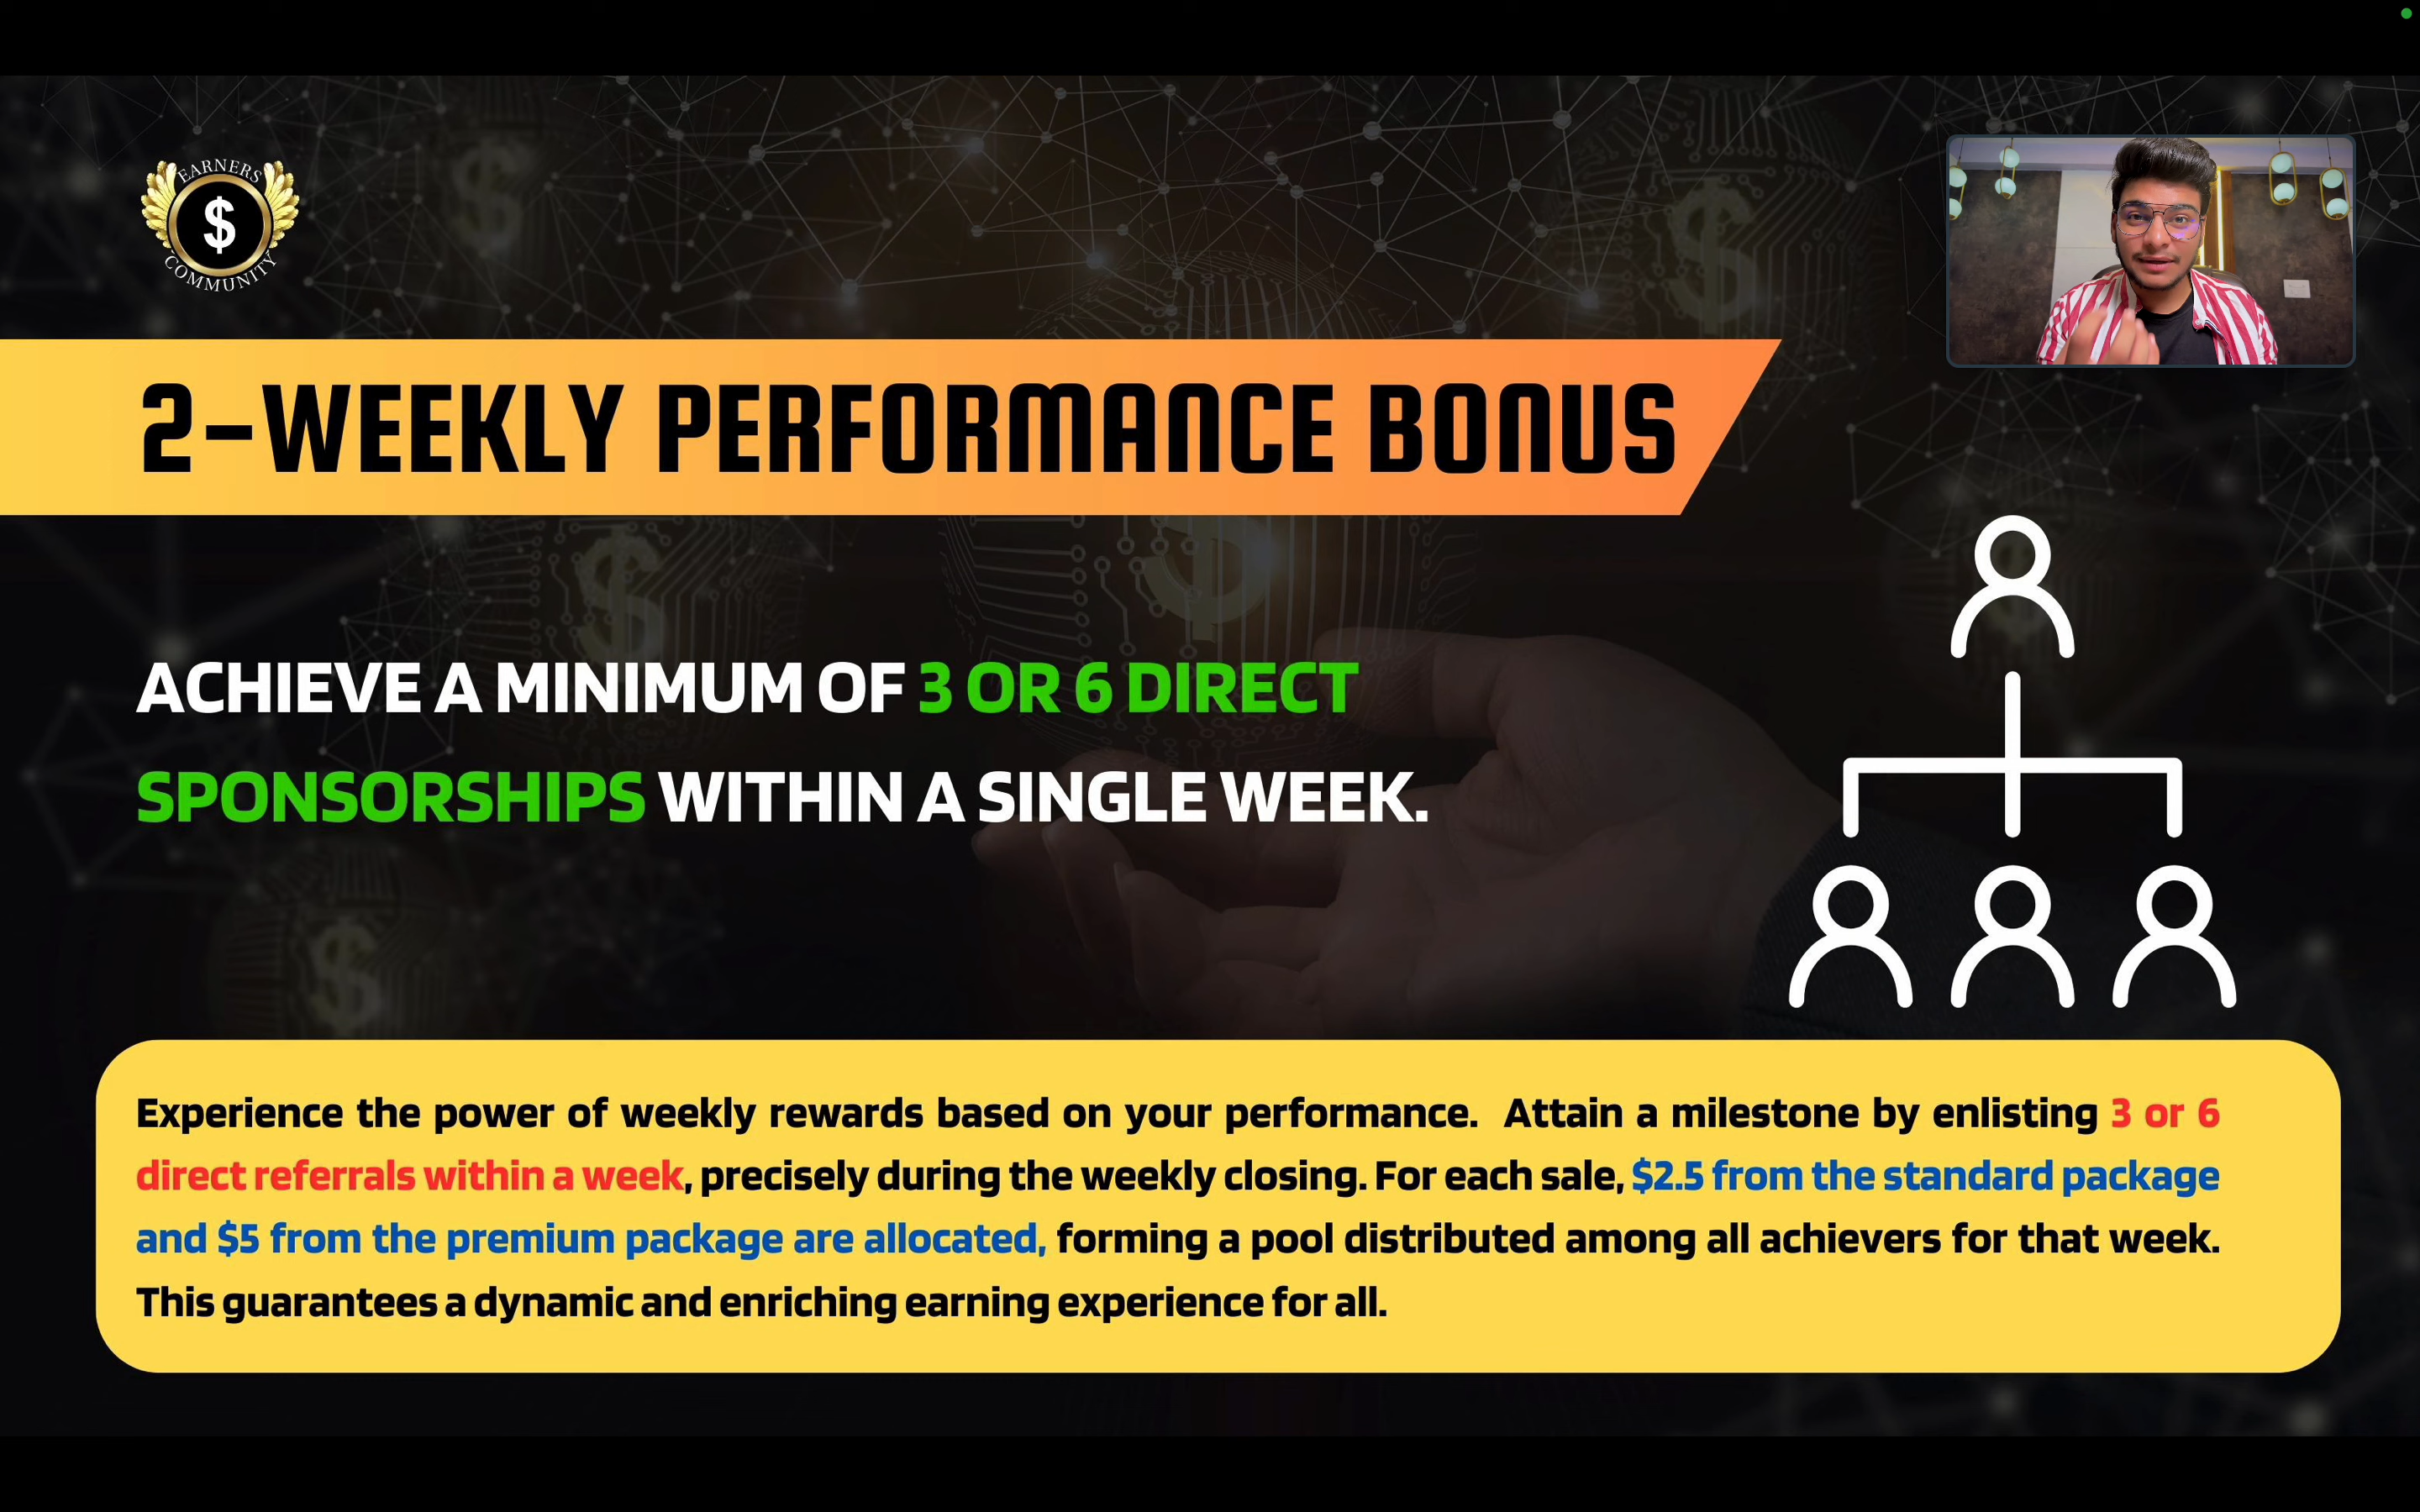 EARNERS
$
COMMUNITY
2-WEEKLY PERFORMANCE BONUS
ACHIEVE A MINIMUM OF 3 OR 6 DIRECT
SPONSORSHIPS WITHIN A SINGLE WEEK.
Experience the power of weekly rewards based on your performance. Attain a milestone by enlisting 3 or 6
direct referrals within a week, precisely during the weekly closing. For each sale, $2.5 from the standard package
and $5 from the premium package are allocated, forming a pool distributed among all achievers for that week.
This guarantees a dynamic and enriching earning experience for all.